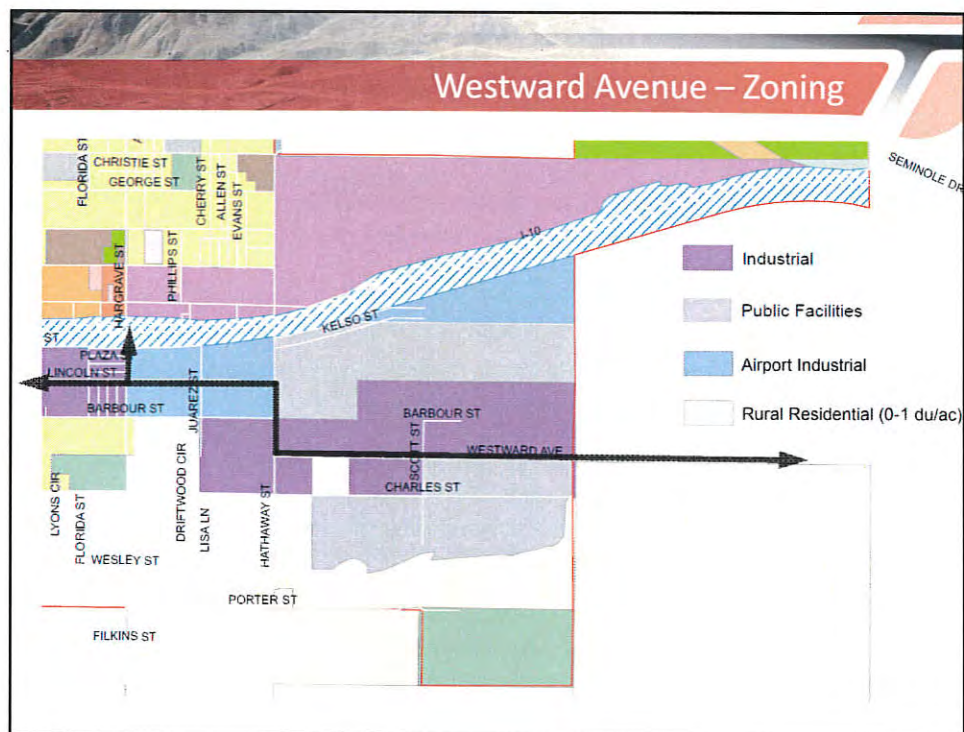 Westward Avenue – Zoning
FLORIDA ST
CHRISTIE ST
GEORGE ST
CHERRY ST
ALLEN ST
EVANS ST
SEMINOLE DR
HARGRAVE ST
PHILLIPS ST
I-10
KELSO ST
ST
PLAZA S
LINCOLN ST
JUAREZ ST
BARBOUR ST
BARBOUR ST
SCOTT ST
WESTWARD AVE
CHARLES ST
LYONS CIR
FLORIDA ST
DRIFTWOOD CIR
LISA LN
HATHAWAY ST
WESLEY ST
PORTER ST
FILKINS ST
Industrial
Public Facilities
Airport Industrial
Rural Residential (0-1 du/ac)